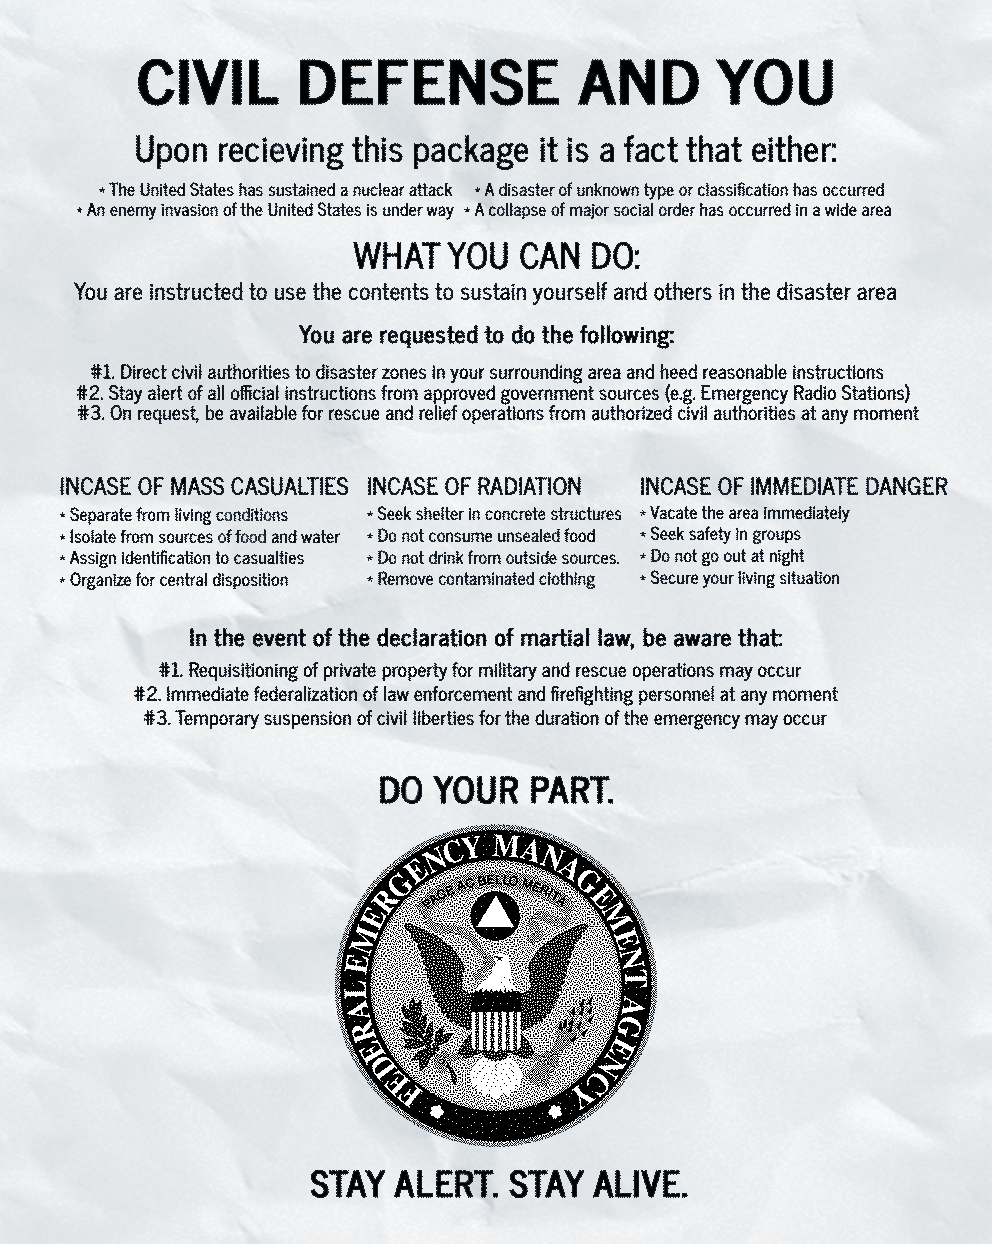 CIVIL DEFENSE AND YOU
Upon recieving this package it is a fact that either:
* The United States has sustained a nuclear attack * A disaster of unknown type or classification has occurred
* An enemy invasion of the United States is under way * A collapse of major social order has occurred in a wide area
WHAT YOU CAN DO:
You are instructed to use the contents to sustain yourself and others in the disaster area
You are requested to do the following:
#1. Direct civil authorities to disaster zones in your surrounding area and heed reasonable instructions
#2. Stay alert of all official instructions from approved government sources (e.g. Emergency Radio Stations)
#3. On request, be available for rescue and relief operations from authorized civil authorities at any moment
INCASE OF MASS CASUALTIES
* Separate from living conditions
* Isolate from sources of food and water
* Assign identification to casualties
* Organize for central disposition
INCASE OF RADIATION
* Seek shelter in concrete structures
* Do not consume unsealed food
* Do not drink from outside sources.
* Remove contaminated clothing
INCASE OF IMMEDIATE DANGER
* Vacate the area immediately
* Seek safety in groups
* Do not go out at night
* Secure your living situation
In the event of the declaration of martial law, be aware that:
#1. Requisitioning of private property for military and rescue operations may occur
#2. Immediate federalization of law enforcement and firefighting personnel at any moment
#3. Temporary suspension of civil liberties for the duration of the emergency may occur
DO YOUR PART.
FEDERAL EMERGENCY MANAGEMENT AGENCY
PACE AC BELLO MERITA
STAY ALERT. STAY ALIVE.